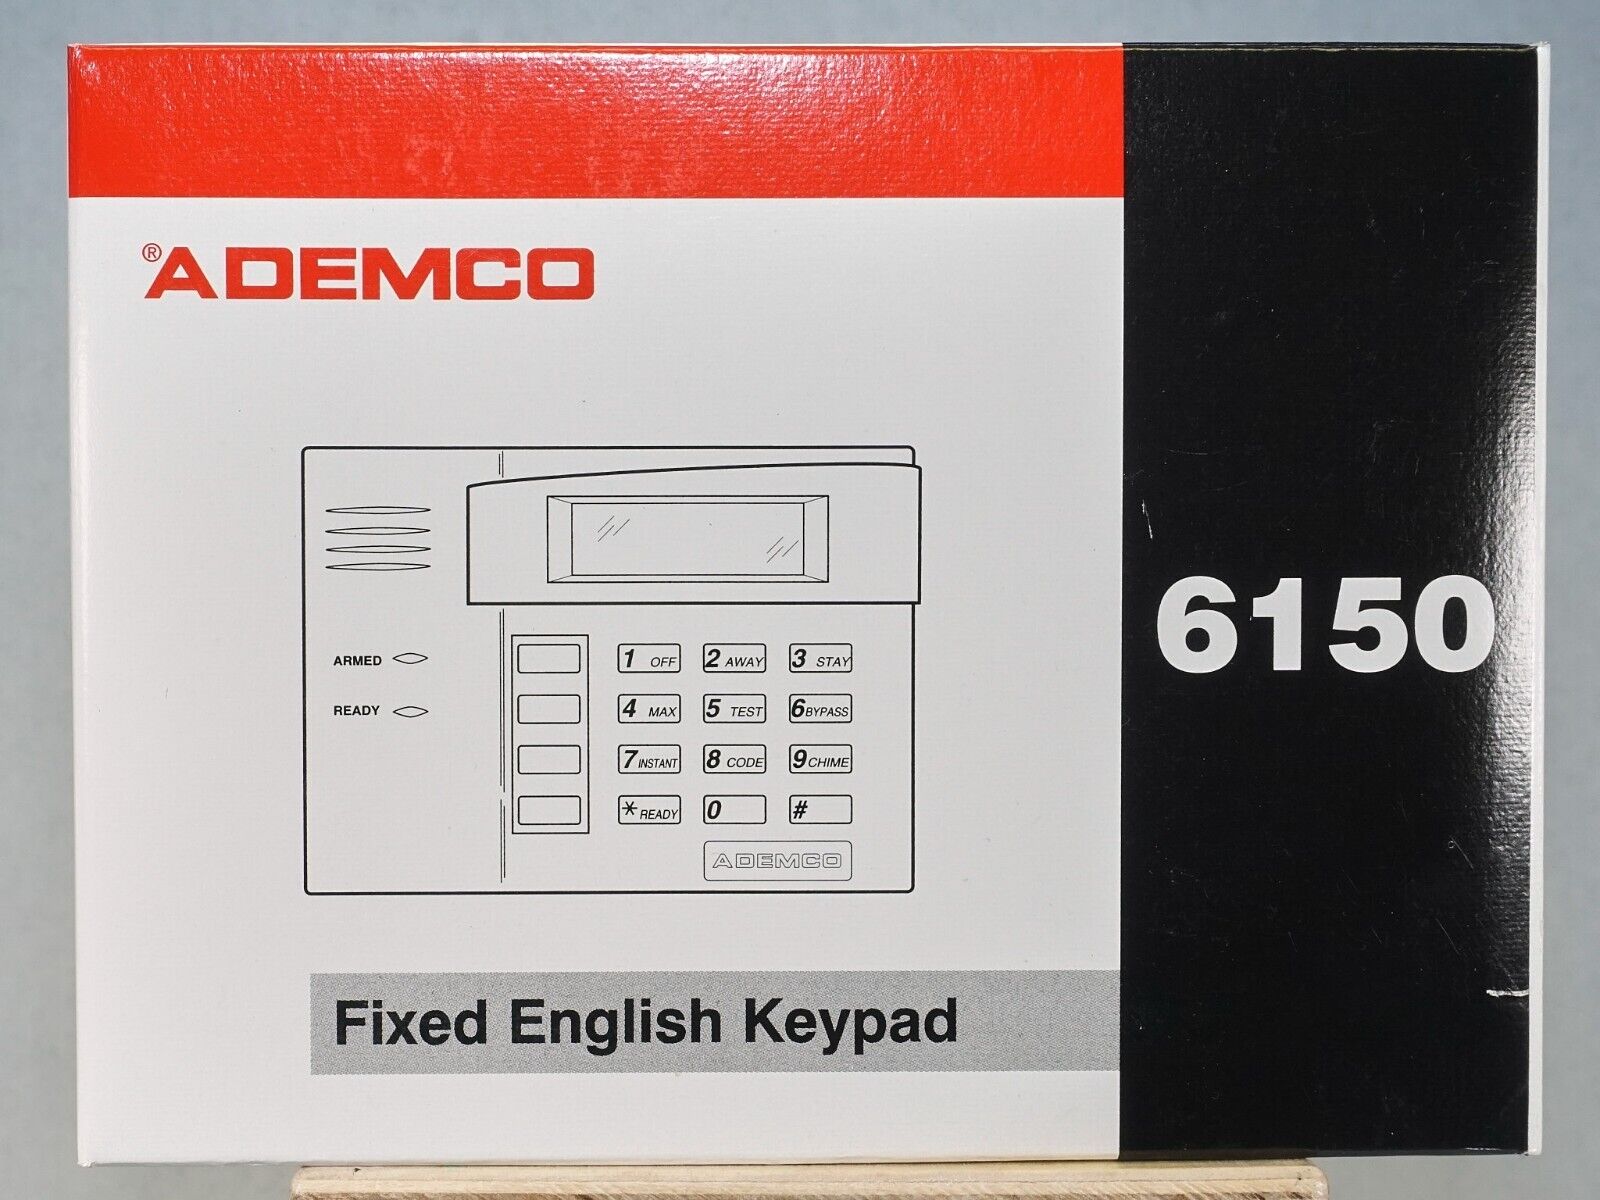 ®ADEMCO
6150
ARMED
READY
1 OFF 2 AWAY 3 STAY
4 MAX 5 TEST 6 BYPASS
7 INSTANT 8 CODE 9 CHIME
* READY 0 #
ADEMCO
Fixed English Keypad